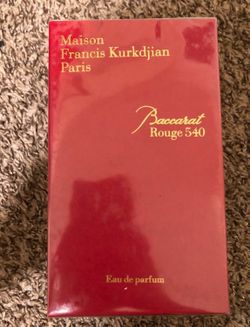 Maison
Francis Kurkdjian
Paris
Baccarat
Rouge 540
Eau de parfum